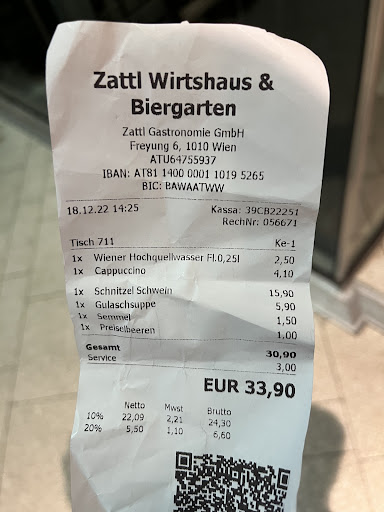 Zattl Wirtshaus &
Biergarten
Zattl Gastronomie GmbH
Freyung 6, 1010 Wien
ATU64755937
IBAN: AT81 1400 0001 1019 5265
BIC: BAWAATWW
18.12.22 14:25 Kassa: 39CB22251
RechNr: 056671
Tisch 711 Ke-1
1x Wiener Hochquellwasser Fl.0,25l 2,50
1x Cappuccino 4,10
1x Schnitzel Schwein 15,90
1x Gulaschsuppe 5,90
1x Semmel 1,50
1x Preiselbeeren 1,00
Gesamt 30,90
Service 3,00
EUR 33,90
Netto Mwst Brutto
10% 22,09 2,21 24,30
20% 5,50 1,10 6,60